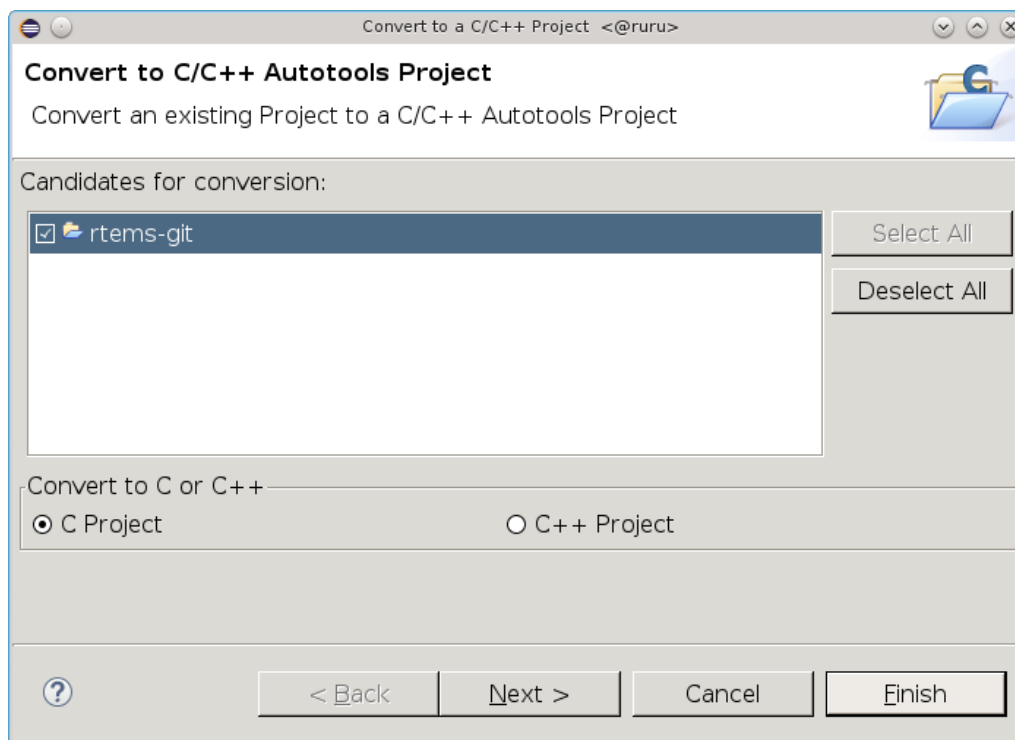 Convert to a C/C++ Project <@ruru>
Convert to C/C++ Autotools Project
Convert an existing Project to a C/C++ Autotools Project
Candidates for conversion:
rtems-git
Select All
Deselect All
Convert to C or C++
C Project
C++ Project
< Back
Next >
Cancel
Finish